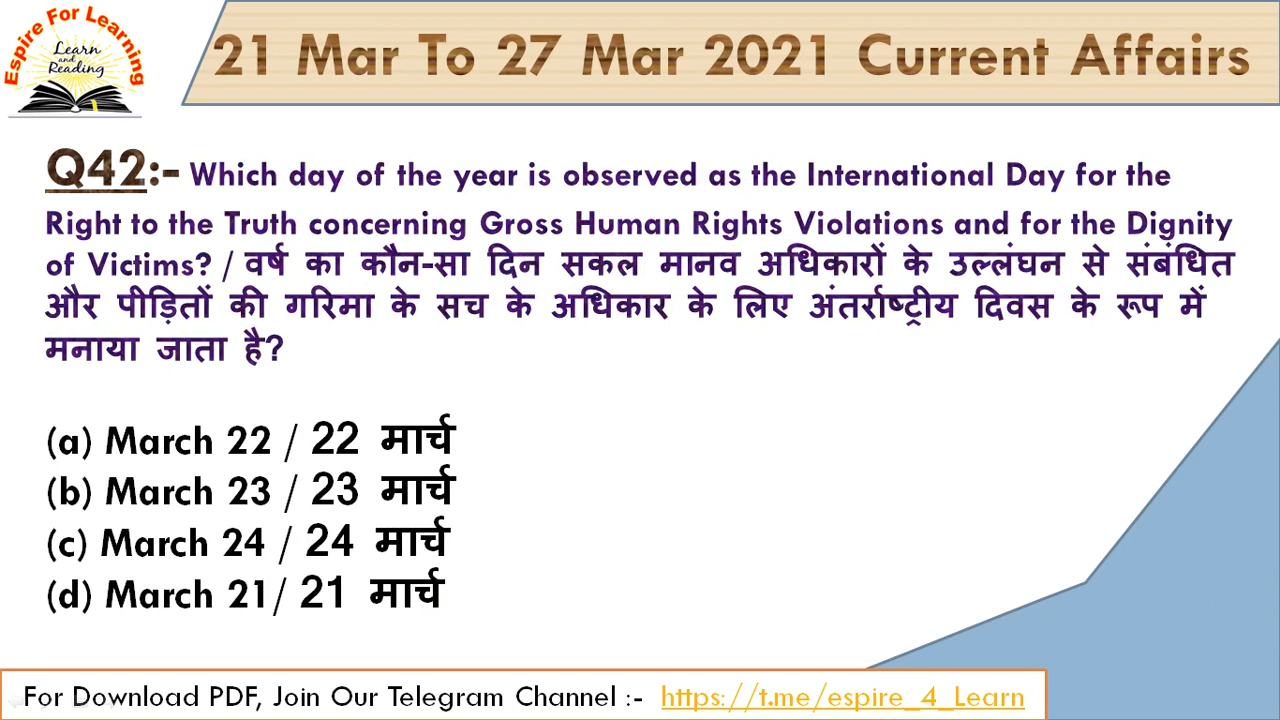 Espire For Learning
Learn
and
Reading
21 Mar To 27 Mar 2021 Current Affairs
Q42:- Which day of the year is observed as the International Day for the
Right to the Truth concerning Gross Human Rights Violations and for the Dignity
of Victims? / वर्ष का कौन-सा दिन सकल मानव अधिकारों के उल्लंघन से संबंधित
और पीड़ितों की गरिमा के सच के अधिकार के लिए अंतर्राष्ट्रीय दिवस के रूप में
मनाया जाता है?
(a) March 22 / 22 मार्च
(b) March 23 / 23 मार्च
(c) March 24 / 24 मार्च
(d) March 21/ 21 मार्च
For Download PDF, Join Our Telegram Channel :- https://t.me/espire_4_Learn